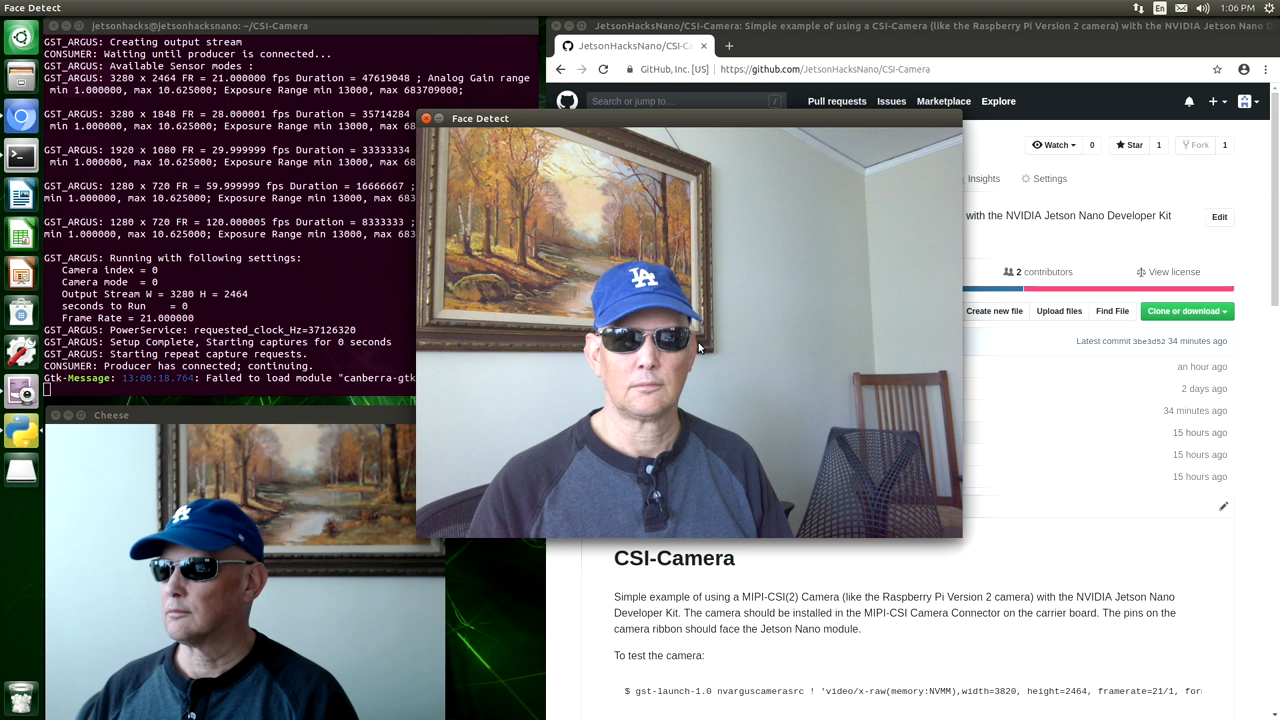 Face Detect
En
1:06 PM
jetsonhacks@jetsonhacksnano: ~/CSI-Camera
GST_ARGUS: Creating output stream
CONSUMER: Waiting until producer is connected...
GST_ARGUS: Available Sensor modes :
GST_ARGUS: 3280 x 2464 FR = 21.000000 fps Duration = 47619048 ; Analog Gain range
min 1.000000, max 10.625000; Exposure Range min 13000, max 683709000;
GST_ARGUS: 3280 x 1848 FR = 28.000001 fps Duration = 35714284
min 1.000000, max 10.625000; Exposure Range min 13000, max 68
GST_ARGUS: 1920 x 1080 FR = 29.999999 fps Duration = 33333334
min 1.000000, max 10.625000; Exposure Range min 13000, max 68
GST_ARGUS: 1280 x 720 FR = 59.999999 fps Duration = 16666667 ;
min 1.000000, max 10.625000; Exposure Range min 13000, max 683
GST_ARGUS: 1280 x 720 FR = 120.000005 fps Duration = 8333333 ;
min 1.000000, max 10.625000; Exposure Range min 13000, max 683
GST_ARGUS: Running with following settings:
Camera index = 0
Camera mode = 0
Output Stream W = 3280 H = 2464
seconds to Run = 0
Frame Rate = 21.000000
GST_ARGUS: PowerService: requested_clock_Hz=37126320
GST_ARGUS: Setup Complete, Starting captures for 0 seconds
GST_ARGUS: Starting repeat capture requests.
CONSUMER: Producer has connected; continuing.
Gtk-Message: 13:00:18.764: Failed to load module "canberra-gtk
Cheese
Face Detect
LA
LA
JetsonHacksNano/CSI-Camera: Simple example of using a CSI-Camera (like the Raspberry Pi Version 2 camera) with the NVIDIA Jetson Nano D
JetsonHacksNano/CSI-Ca
GitHub, Inc. [US] https://github.com/JetsonHacksNano/CSI-Camera
Search or jump to... /
Pull requests Issues Marketplace Explore
Watch 0 Star 1 Fork 1
Insights Settings
with the NVIDIA Jetson Nano Developer Kit
Edit
2 contributors View license
Create new file Upload files Find File Clone or download
Latest commit 3be3d52 34 minutes ago
an hour ago
2 days ago
34 minutes ago
15 hours ago
15 hours ago
15 hours ago
CSI-Camera
Simple example of using a MIPI-CSI(2) Camera (like the Raspberry Pi Version 2 camera) with the NVIDIA Jetson Nano
Developer Kit. The camera should be installed in the MIPI-CSI Camera Connector on the carrier board. The pins on the
camera ribbon should face the Jetson Nano module.
To test the camera:
$ gst-launch-1.0 nvarguscamerasrc ! 'video/x-raw(memory:NVMM),width=3820, height=2464, framerate=21/1, for